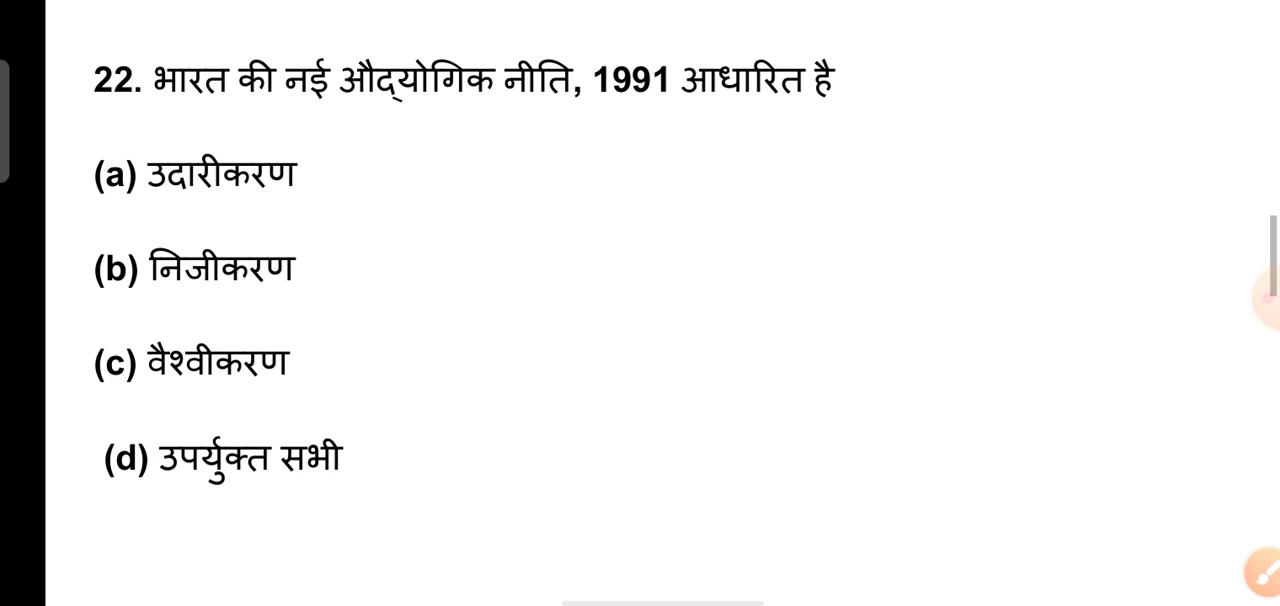 22. भारत की नई औद्योगिक नीति, 1991 आधारित है
(a) उदारीकरण
(b) निजीकरण
(c) वैश्वीकरण
(d) उपर्युक्त सभी